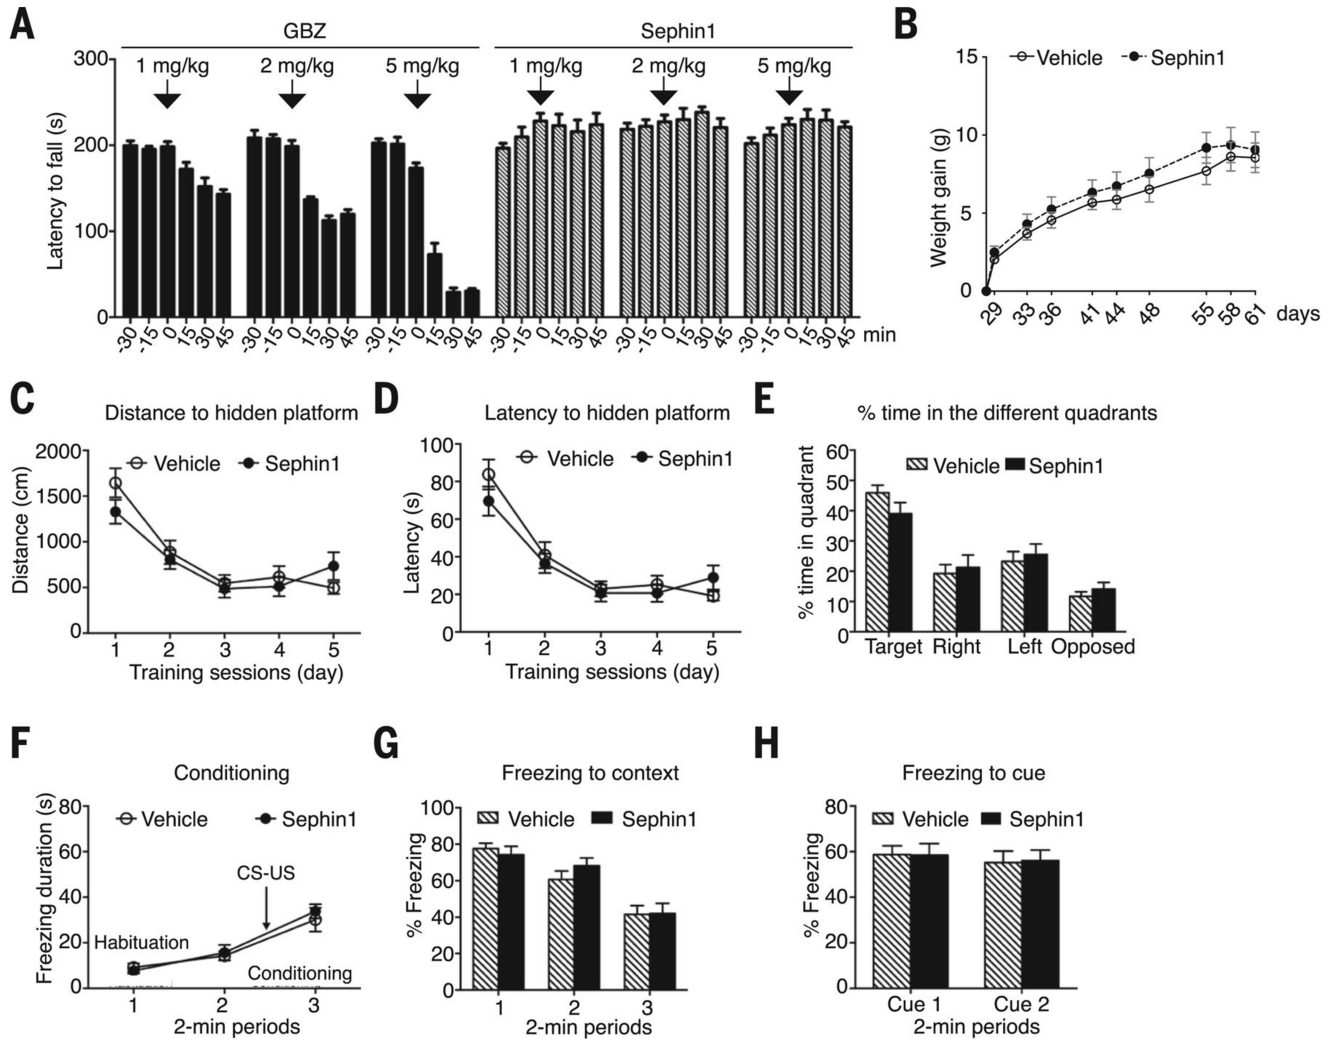 A
GBZ
Sephin1
1 mg/kg 2 mg/kg 5 mg/kg 1 mg/kg 2 mg/kg 5 mg/kg
Latency to fall (s)
300
200
100
0
-30 -15 0 15 30 45 -30 -15 0 15 30 45 -30 -15 0 15 30 45 -30 -15 0 15 30 45 -30 -15 0 15 30 45 -30 -15 0 15 30 45 min
B
Vehicle Sephin1
Weight gain (g)
15
10
5
0
29 33 36 41 44 48 55 58 61 days
C
Distance to hidden platform
Vehicle Sephin1
Distance (cm)
2000
1500
1000
500
0
1 2 3 4 5
Training sessions (day)
D
Latency to hidden platform
Vehicle Sephin1
Latency (s)
100
80
60
40
20
0
1 2 3 4 5
Training sessions (day)
E
% time in the different quadrants
Vehicle Sephin1
% time in quadrant
60
50
40
30
20
10
0
Target Right Left Opposed
F
Conditioning
Vehicle Sephin1
Freezing duration (s)
80
60
40
20
0
CS-US
Habituation
Conditioning
1 2 3
2-min periods
G
Freezing to context
Vehicle Sephin1
% Freezing
100
80
60
40
20
0
1 2 3
2-min periods
H
Freezing to cue
Vehicle Sephin1
% Freezing
80
60
40
20
0
Cue 1 Cue 2
2-min periods